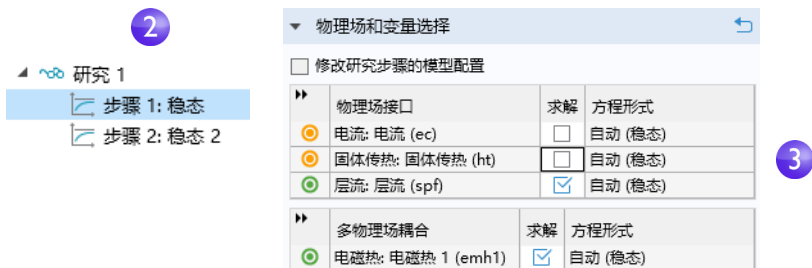 2
研究 1
步骤 1: 稳态
步骤 2: 稳态 2
物理场和变量选择
修改研究步骤的模型配置
物理场接口 求解 方程形式
电流: 电流 (ec) 自动 (稳态)
固体传热: 固体传热 (ht) 自动 (稳态)
层流: 层流 (spf) 自动 (稳态)
多物理场耦合 求解 方程形式
电磁热: 电磁热 1 (emh1) 自动 (稳态)
3